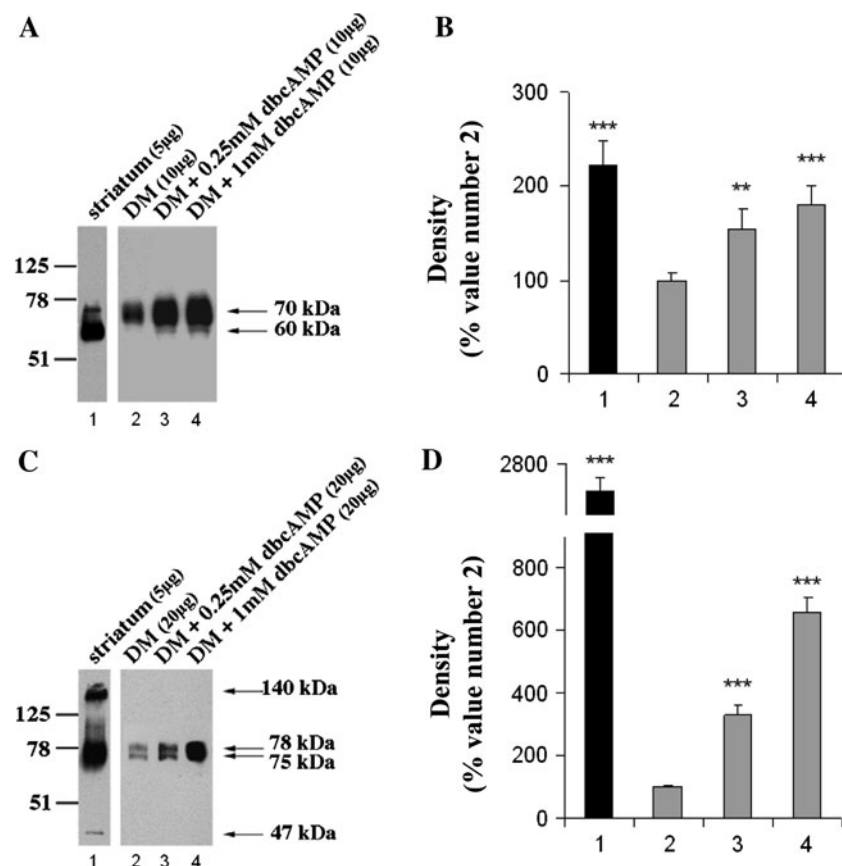 A
striatum (5µg)
DM (10µg)
DM + 0.25mM dbcAMP (10µg)
DM + 1mM dbcAMP (10µg)
125
78
51
70 kDa
60 kDa
1 2 3 4
B
Density
(% value number 2)
300
200
100
0
***
**
***
1 2 3 4
C
striatum (5µg)
DM (20µg)
DM + 0.25mM dbcAMP (20µg)
DM + 1mM dbcAMP (20µg)
125
78
51
140 kDa
78 kDa
75 kDa
47 kDa
1 2 3 4
D
Density
(% value number 2)
2800
800
600
400
200
0
***
***
***
1 2 3 4